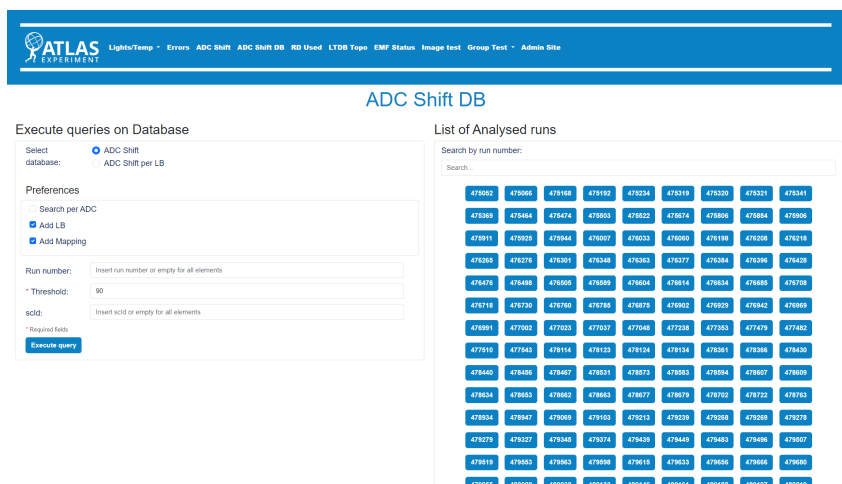 ATLAS
EXPERIMENT
Lights/Temp Errors ADC Shift ADC Shift DB RD Used LTDB Topo EMF Status Image test Group Test Admin Site
ADC Shift DB
Execute queries on Database
Select database:
ADC Shift
ADC Shift per LB
Preferences
Search per ADC
Add LB
Add Mapping
Run number: Insert run number or empty for all elements
* Threshold: 90
scId: Insert scId or empty for all elements
* Required fields
Execute query
List of Analysed runs
Search by run number:
Search...
475052 475066 475168 475192 475234 475319 475320 475321 475341
475369 475464 475474 475503 475522 475574 475806 475884 475906
475911 475925 475944 476007 476033 476060 476198 476208 476218
476265 476276 476301 476348 476363 476377 476384 476396 476428
476476 476498 476505 476589 476604 476614 476634 476685 476708
476718 476730 476760 476785 476875 476902 476929 476942 476969
476991 477002 477023 477037 477048 477238 477353 477479 477482
477510 477543 478114 478123 478124 478134 478361 478366 478430
478440 478456 478467 478531 478573 478583 478594 478607 478609
478634 478653 478662 478663 478677 478679 478702 478722 478763
478934 478947 479069 479103 479213 479239 479268 479269 479278
479279 479327 479345 479374 479439 479449 479483 479496 479507
479519 479553 479563 479598 479615 479633 479656 479666 479680